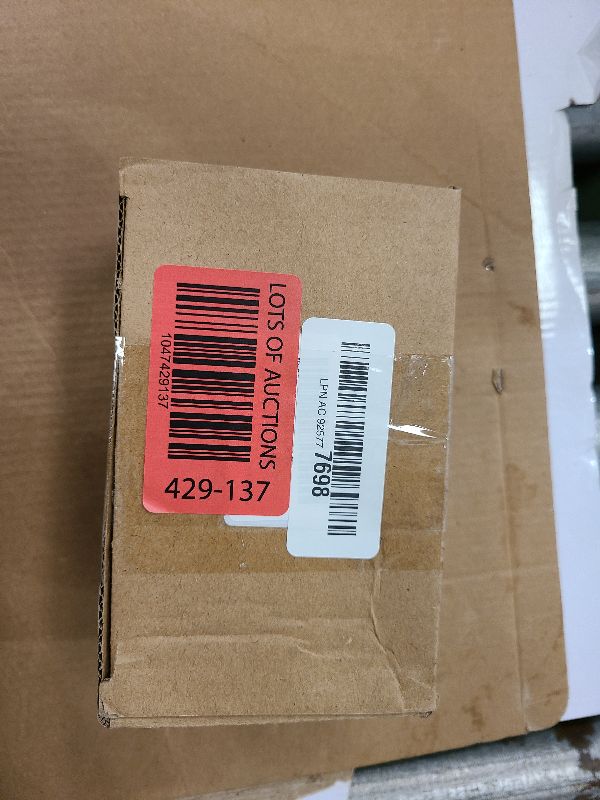 LOTS OF AUCTIONS
1047429137
429-137
LPN AC 92577 7698